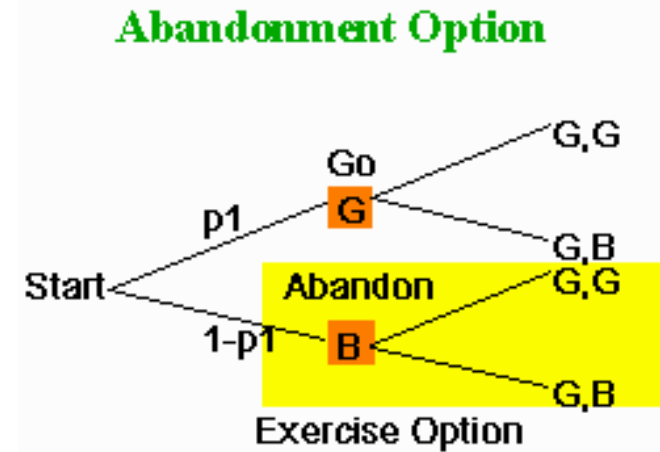 Abandonment Option
G,G
Go
G
p1
G,B
Start
Abandon
G,G
1-p1
B
G,B
Exercise Option